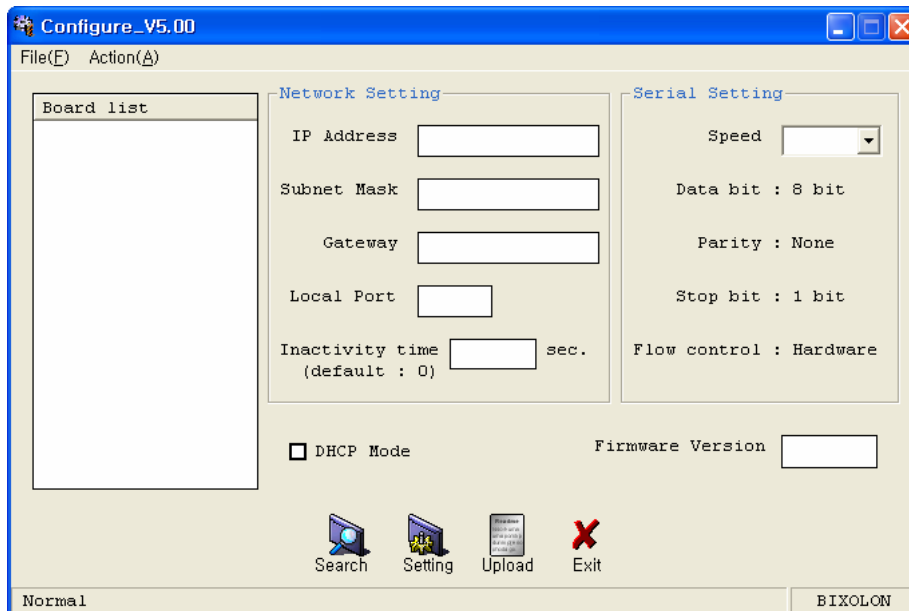 Configure_V5.00
File(F) Action(A)
Board list
Network Setting
IP Address
Subnet Mask
Gateway
Local Port
Inactivity time sec.
(default : 0)
Serial Setting
Speed
Data bit : 8 bit
Parity : None
Stop bit : 1 bit
Flow control : Hardware
DHCP Mode
Firmware Version
Search Setting Upload Exit
Normal BIXOLON